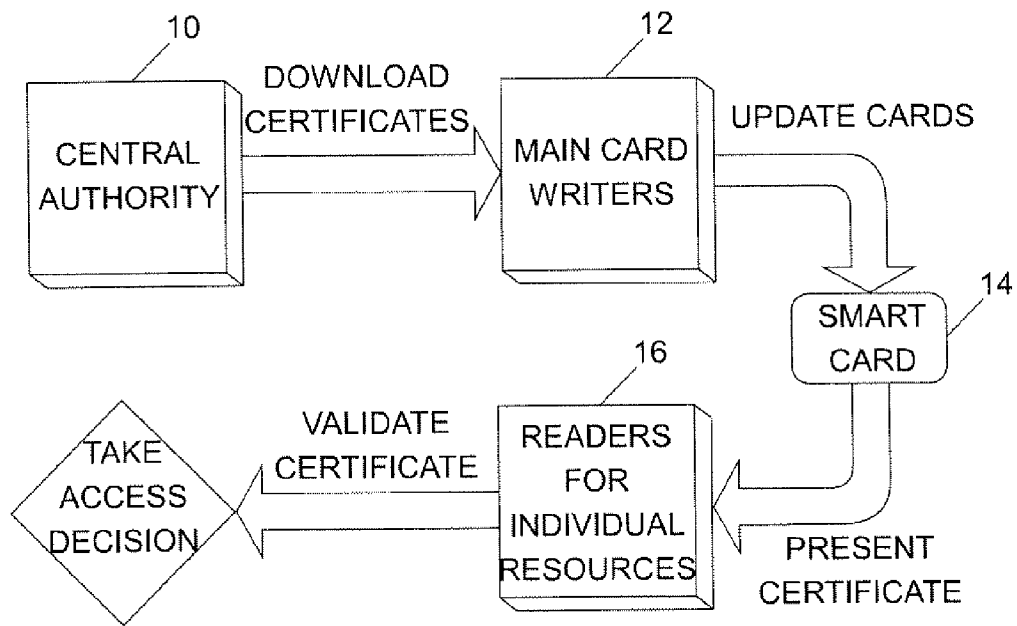 10
DOWNLOAD
CERTIFICATES
CENTRAL
AUTHORITY
12
MAIN CARD
WRITERS
UPDATE CARDS
14
SMART
CARD
16
READERS
FOR
INDIVIDUAL
RESOURCES
PRESENT
CERTIFICATE
VALIDATE
CERTIFICATE
TAKE
ACCESS
DECISION